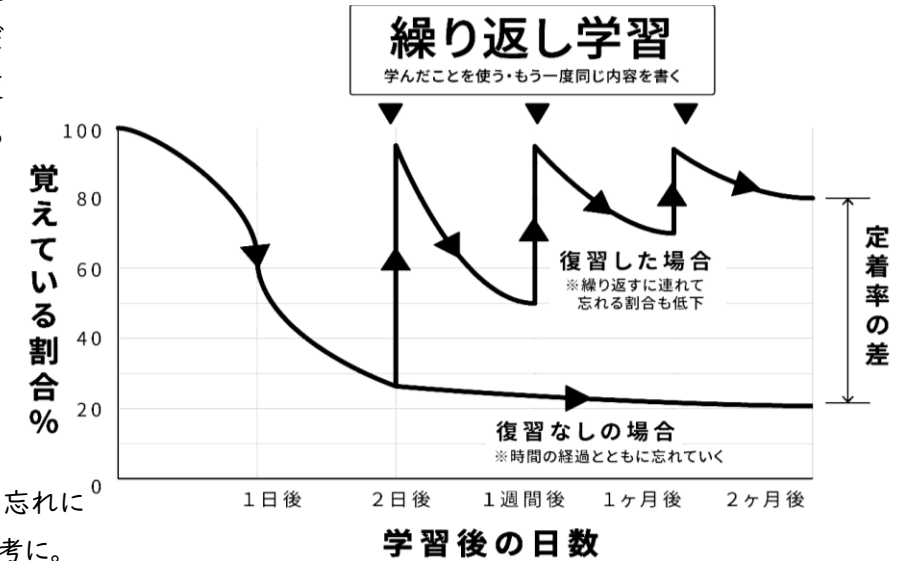 繰り返し学習
学んだことを使う・もう一度同じ内容を書く
100
80
60
40
20
0
覚えている割合%
復習した場合
※繰り返すに連れて
忘れる割合も低下
定着率の差
復習なしの場合
※時間の経過とともに忘れていく
1日後 2日後 1週間後 1ヶ月後 2ヶ月後
学習後の日数
忘れに
考に。